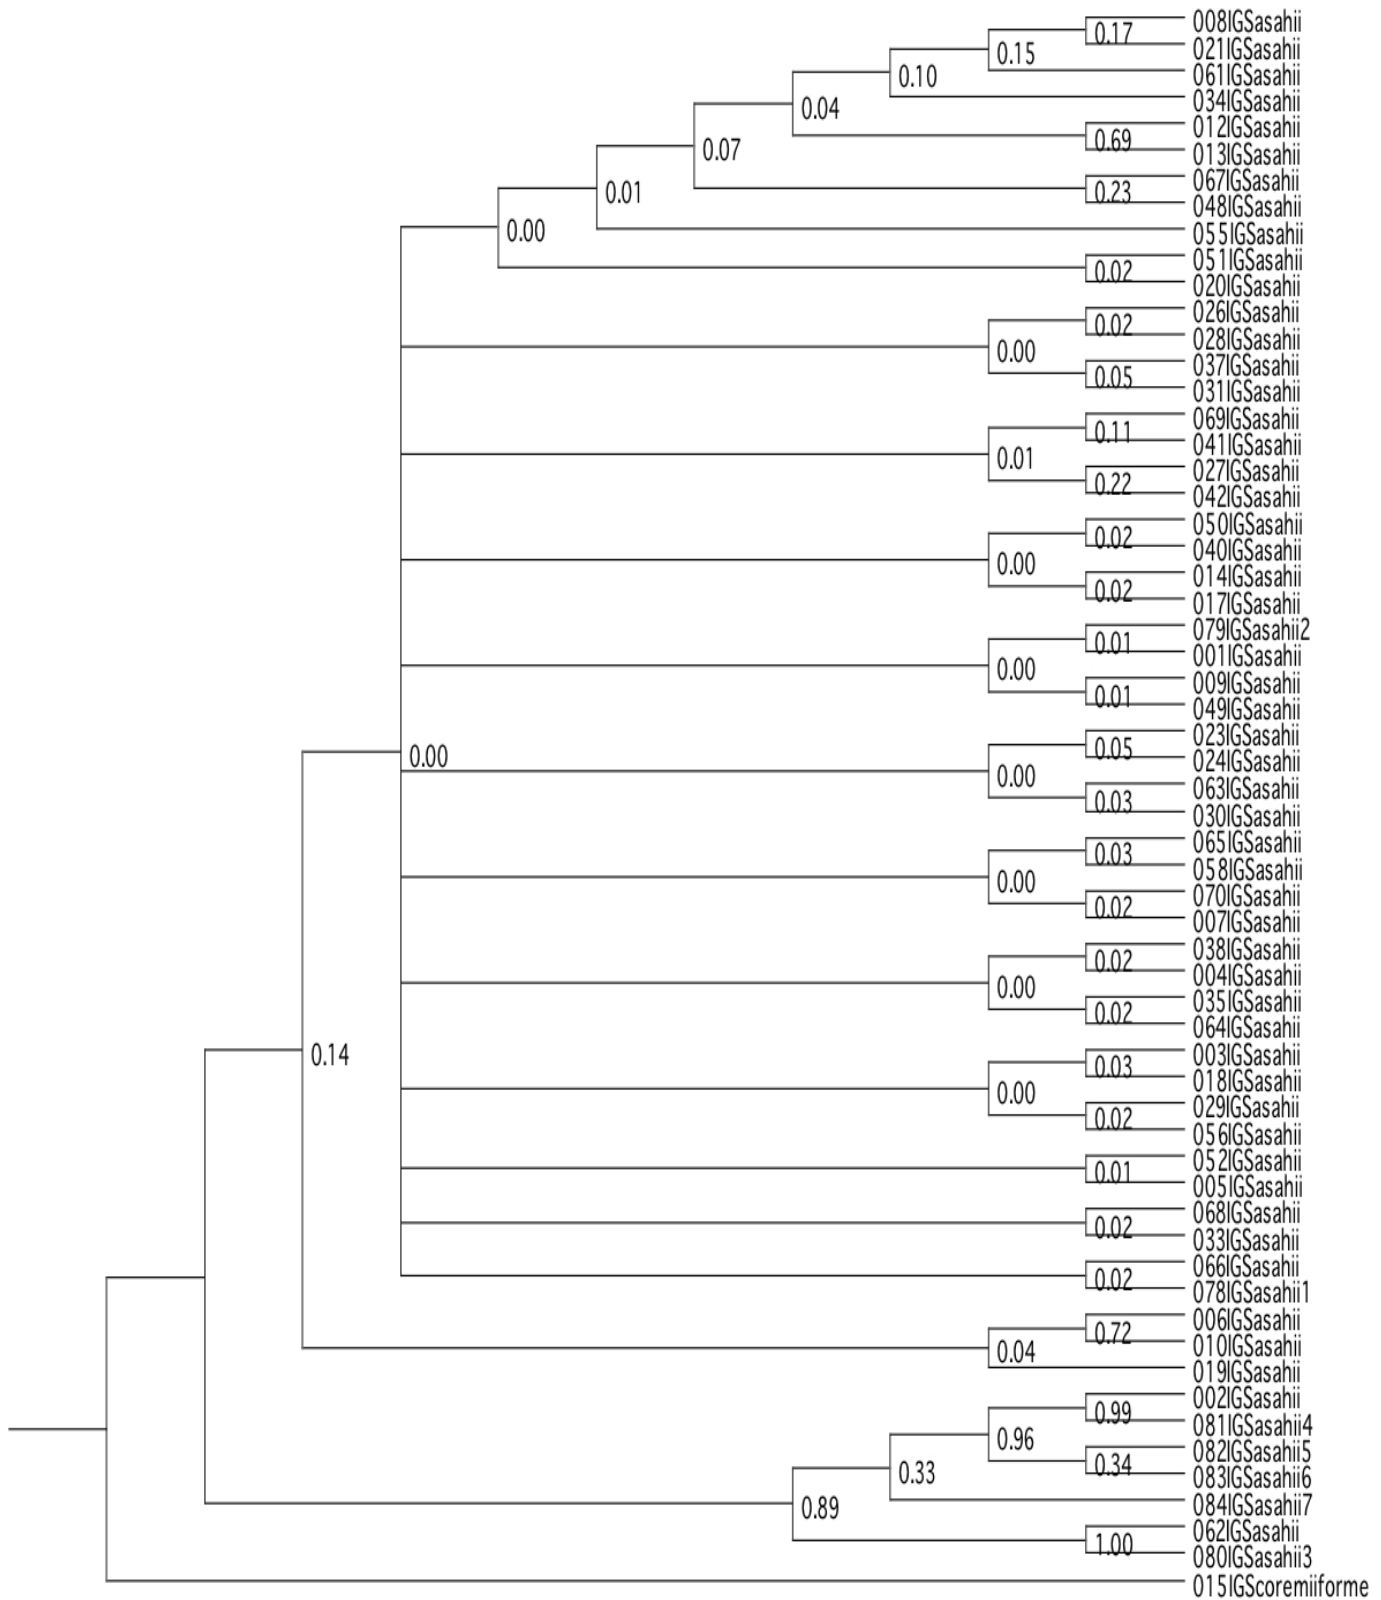 008IGSasahii
0.17
021IGSasahii
0.15
061IGSasahii
0.10
034IGSasahii
0.04
012IGSasahii
0.69
013IGSasahii
0.07
067IGSasahii
0.23
048IGSasahii
0.01
055IGSasahii
0.00
051IGSasahii
0.02
020IGSasahii
026IGSasahii
0.02
028IGSasahii
0.00
037IGSasahii
0.05
031IGSasahii
069IGSasahii
0.11
041IGSasahii
0.01
027IGSasahii
0.22
042IGSasahii
050IGSasahii
0.02
040IGSasahii
0.00
014IGSasahii
0.02
017IGSasahii
079IGSasahii2
0.01
001IGSasahii
0.00
009IGSasahii
0.01
049IGSasahii
023IGSasahii
0.05
0.00
024IGSasahii
0.00
063IGSasahii
0.03
030IGSasahii
065IGSasahii
0.03
058IGSasahii
0.00
070IGSasahii
0.02
007IGSasahii
038IGSasahii
0.02
004IGSasahii
0.00
035IGSasahii
0.02
064IGSasahii
0.14
003IGSasahii
0.03
018IGSasahii
0.00
029IGSasahii
0.02
056IGSasahii
052IGSasahii
0.01
005IGSasahii
068IGSasahii
0.02
033IGSasahii
066IGSasahii
0.02
078IGSasahii1
006IGSasahii
0.72
010IGSasahii
0.04
019IGSasahii
002IGSasahii
0.99
081IGSasahii4
0.96
082IGSasahii5
0.34
083IGSasahii6
0.33
084IGSasahii7
0.89
062IGSasahii
1.00
080IGSasahii3
015IGScoremiiforme